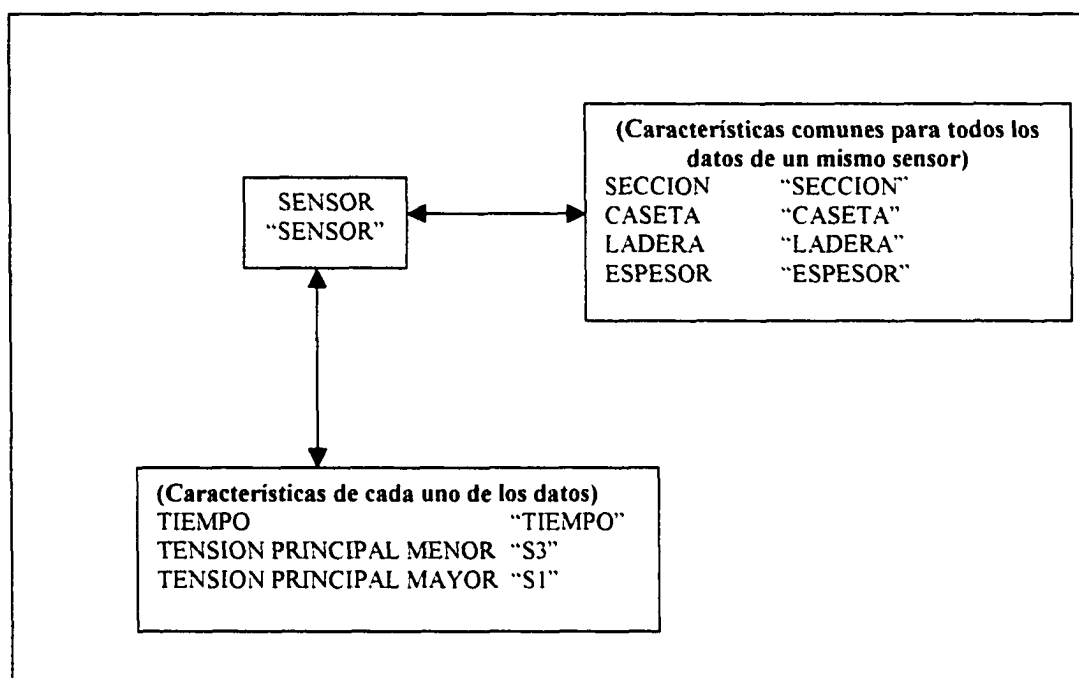 (Características comunes para todos los
datos de un mismo sensor)
SECCION “SECCION”
CASETA “CASETA”
LADERA “LADERA”
ESPESOR “ESPESOR”
SENSOR
“SENSOR”
(Características de cada uno de los datos)
TIEMPO “TIEMPO”
TENSION PRINCIPAL MENOR “S3”
TENSION PRINCIPAL MAYOR “S1”